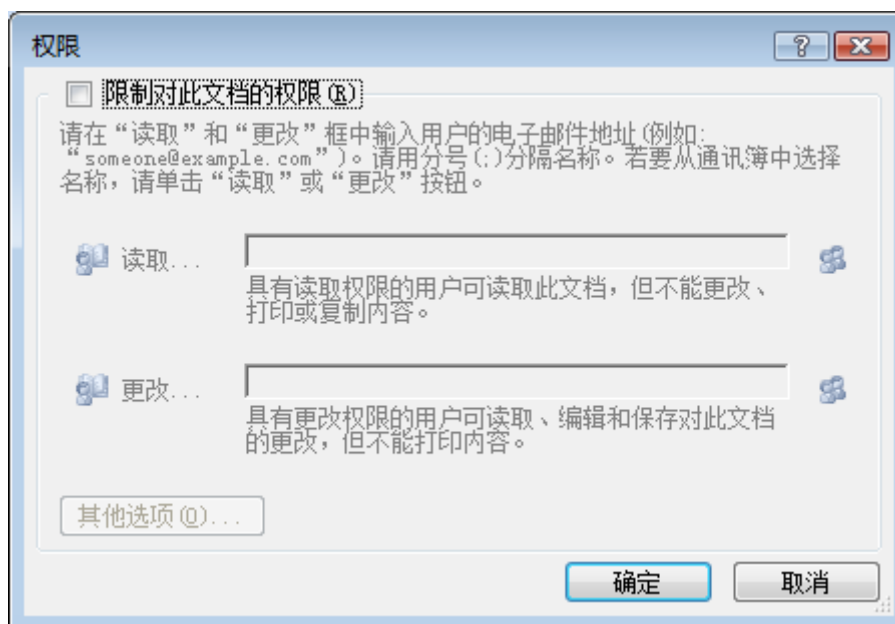 权限
限制对此文档的权限(R)
请在“读取”和“更改”框中输入用户的电子邮件地址(例如:
“someone@example.com”)。请用分号(;)分隔名称。若要从通讯簿中选择
名称，请单击“读取”或“更改”按钮。
读取...
具有读取权限的用户可读取此文档，但不能更改、
打印或复制内容。
更改...
具有更改权限的用户可读取、编辑和保存对此文档
的更改，但不能打印内容。
其他选项(O)...
确定
取消